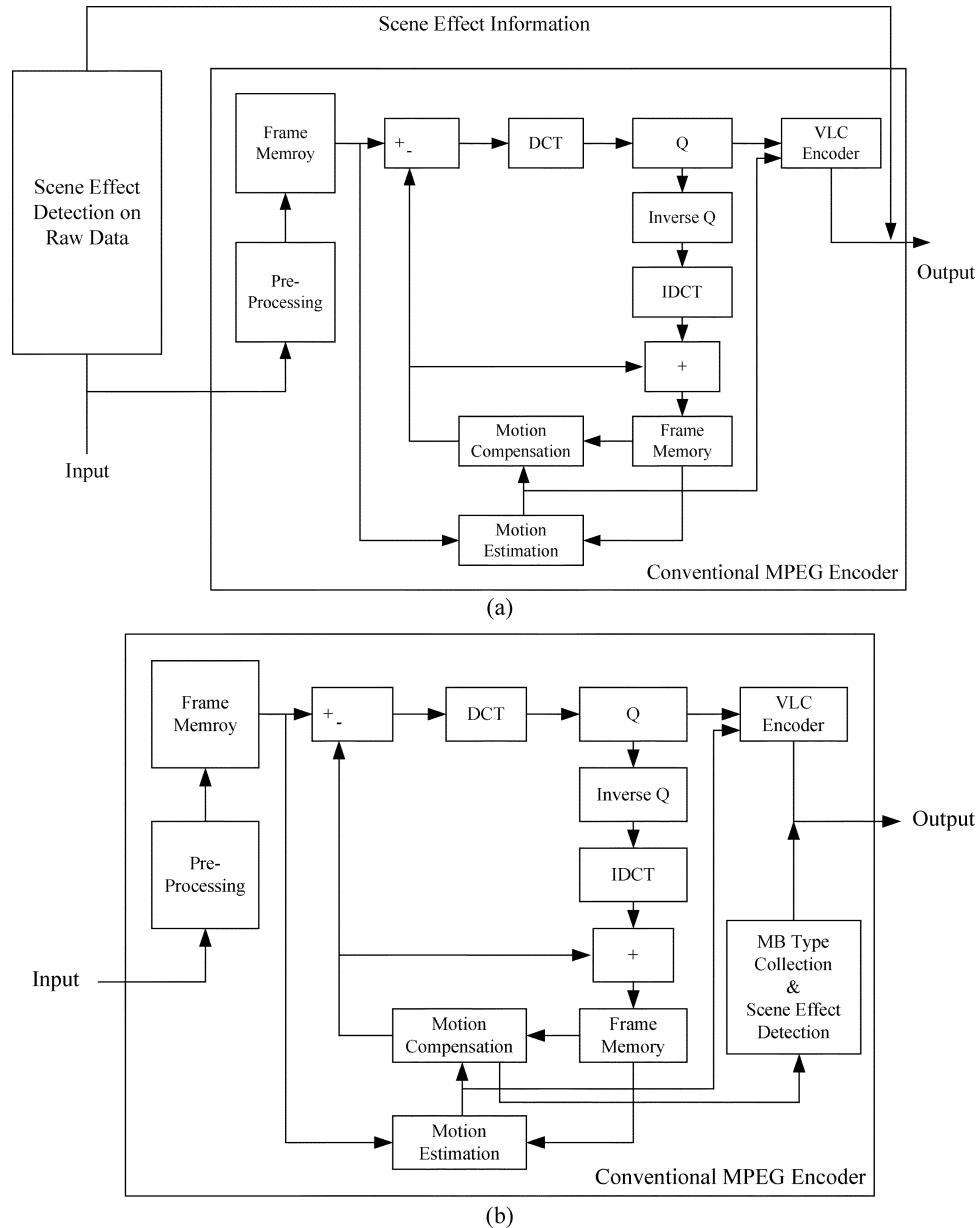 Scene Effect Information
Scene Effect
Detection on
Raw Data
Frame
Memroy
+
-
DCT
Q
VLC
Encoder
Inverse Q
Pre-
Processing
IDCT
Output
+
Motion
Compensation
Frame
Memory
Input
Motion
Estimation
Conventional MPEG Encoder
(a)
Frame
Memroy
+
-
DCT
Q
VLC
Encoder
Inverse Q
Output
Pre-
Processing
IDCT
MB Type
Collection
&
Scene Effect
Detection
Input
+
Motion
Compensation
Frame
Memory
Motion
Estimation
Conventional MPEG Encoder
(b)